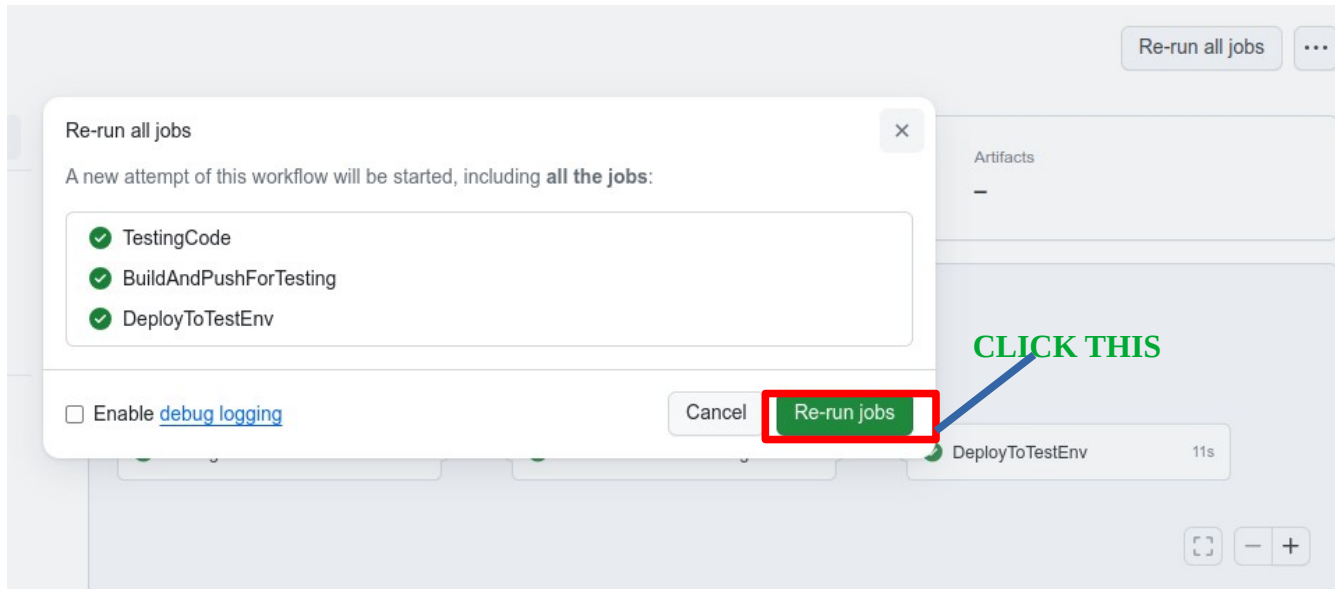 Re-run all jobs
Re-run all jobs
A new attempt of this workflow will be started, including all the jobs:
TestingCode
BuildAndPushForTesting
DeployToTestEnv
Enable debug logging
Cancel
Re-run jobs
Artifacts
–
CLICK THIS
DeployToTestEnv
11s